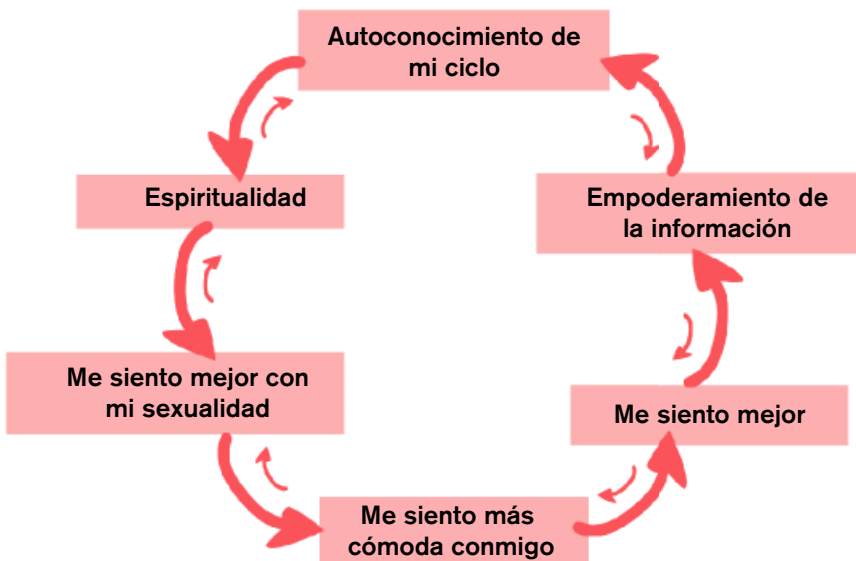 Autoconocimiento de
mi ciclo
Espiritualidad
Empoderamiento de
la información
Me siento mejor con
mi sexualidad
Me siento mejor
Me siento más
cómoda conmigo